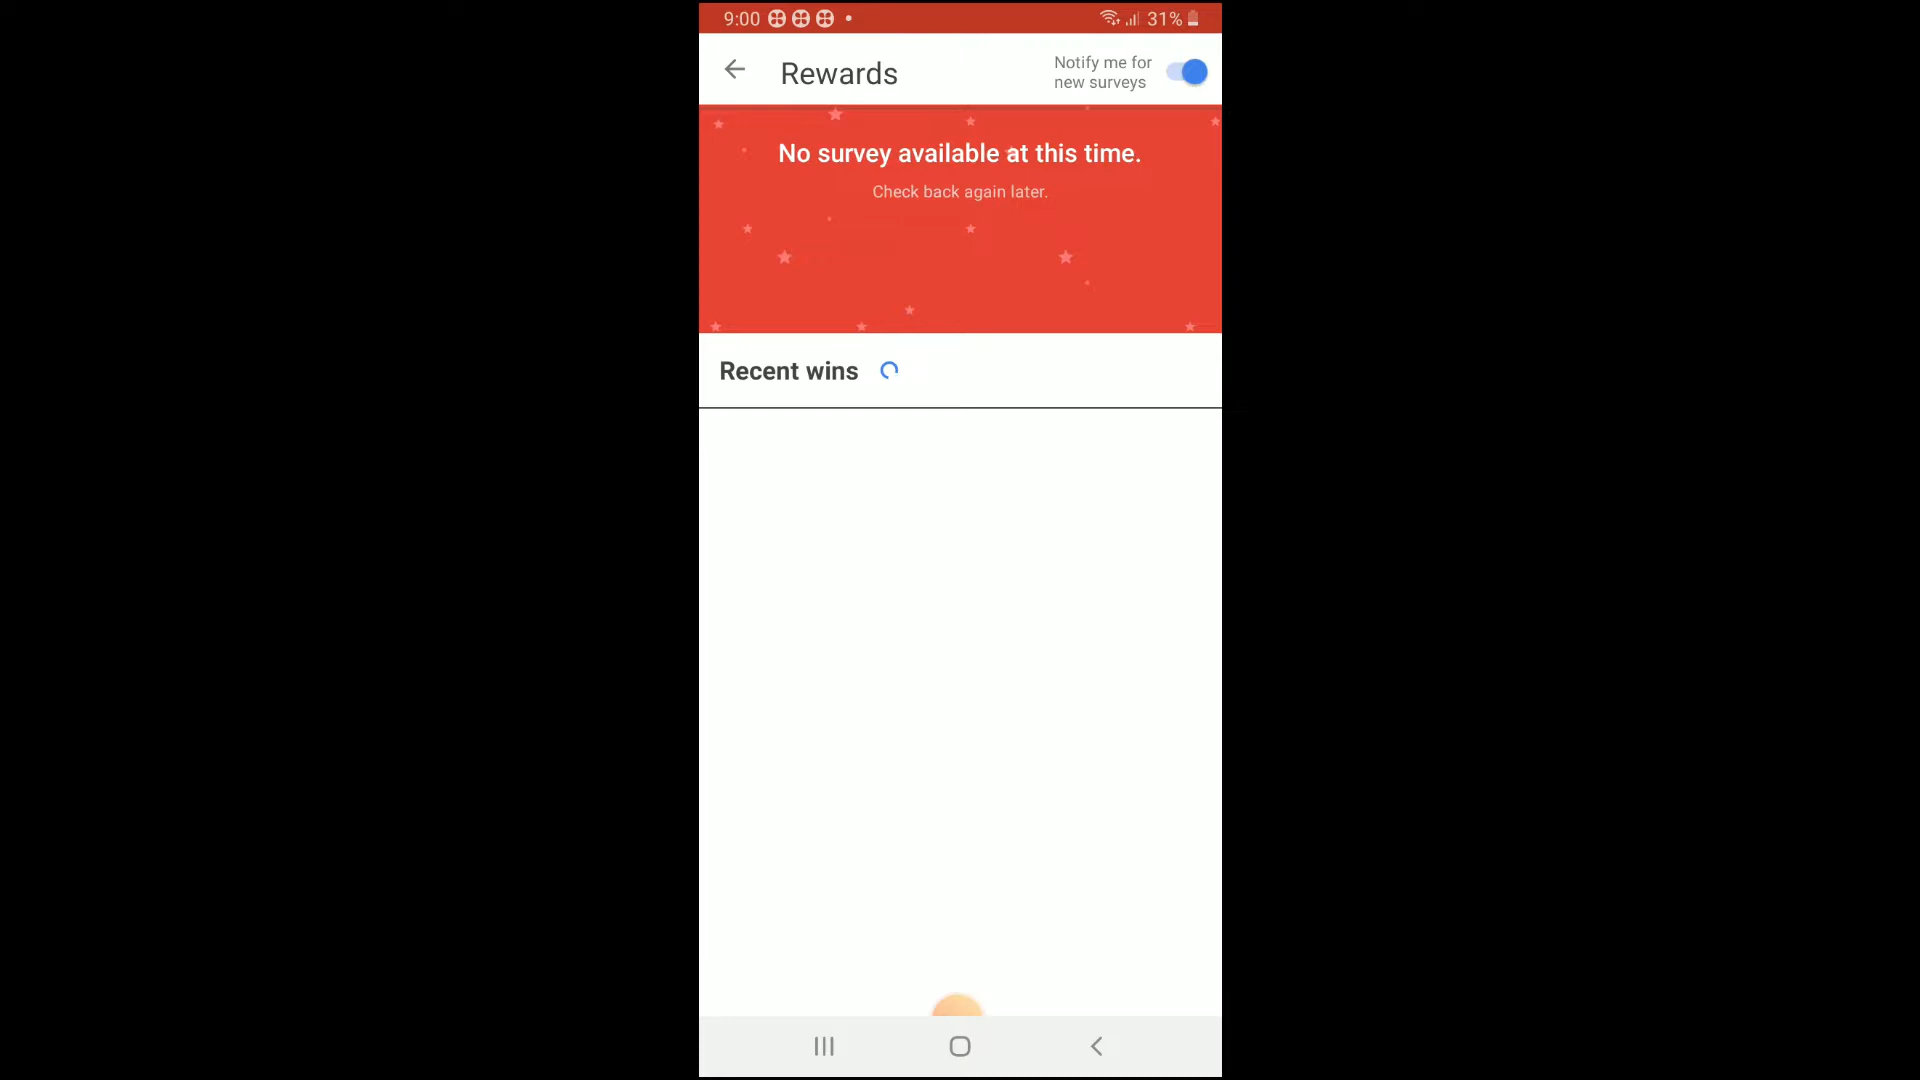 9:00
31%
Rewards
Notify me for
new surveys
No survey available at this time.
Check back again later.
Recent wins